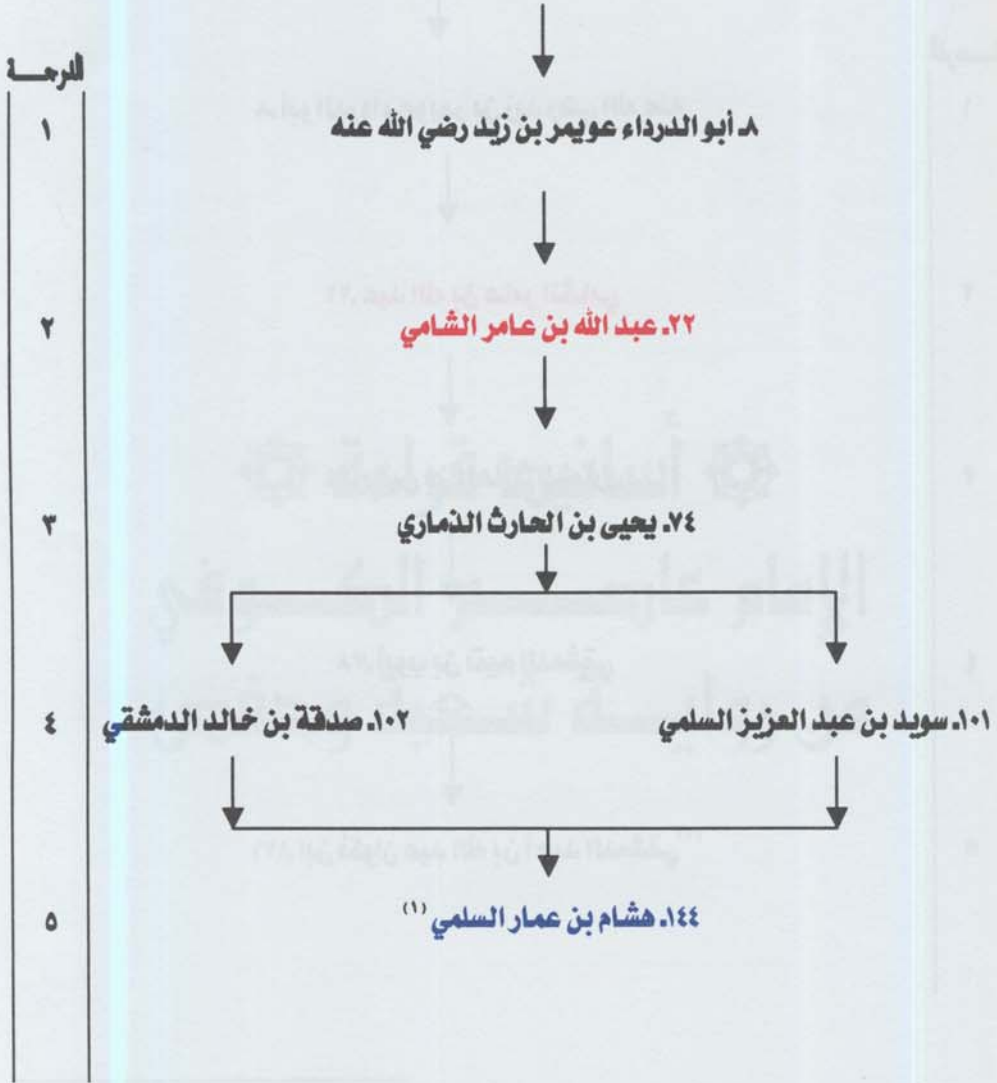 الدرجـــة
١
٨. أبو الدرداء عويمر بن زيد رضي الله عنه
٢
٢٢. عبد الله بن عامر الشامي
٣
٧٤. يحيى بن الحارث الذماري
٤
١٠١. سويد بن عبد العزيز السلمي
١٠٢. صدقة بن خالد الدمشقي
٥
١٤٤. هشام بن عمار السلمي (١)